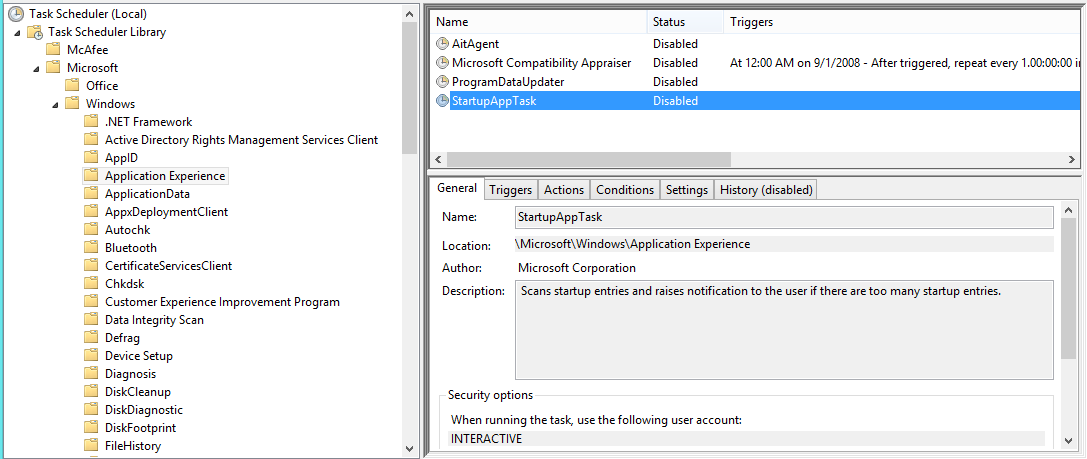 Task Scheduler (Local)
Task Scheduler Library
McAfee
Microsoft
Office
Windows
.NET Framework
Active Directory Rights Management Services Client
AppID
Application Experience
ApplicationData
AppxDeploymentClient
Autochk
Bluetooth
CertificateServicesClient
Chkdsk
Customer Experience Improvement Program
Data Integrity Scan
Defrag
Device Setup
Diagnosis
DiskCleanup
DiskDiagnostic
DiskFootprint
FileHistory
Name Status Triggers
AitAgent Disabled
Microsoft Compatibility Appraiser Disabled At 12:00 AM on 9/1/2008 - After triggered, repeat every 1.00:00:00 in
ProgramDataUpdater Disabled
StartupAppTask Disabled
General Triggers Actions Conditions Settings History (disabled)
Name: StartupAppTask
Location: \Microsoft\Windows\Application Experience
Author: Microsoft Corporation
Description: Scans startup entries and raises notification to the user if there are too many startup entries.
Security options
When running the task, use the following user account:
INTERACTIVE